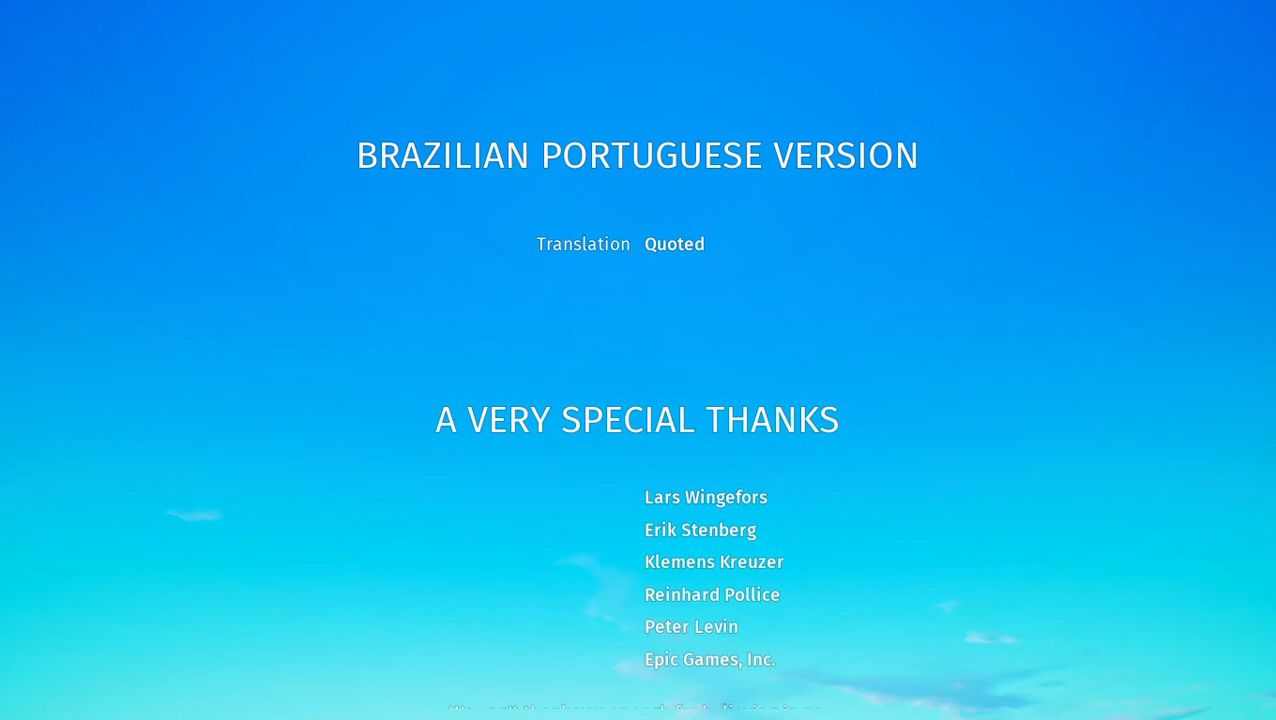 BRAZILIAN PORTUGUESE VERSION
Translation Quoted
A VERY SPECIAL THANKS
Lars Wingefors
Erik Stenberg
Klemens Kreuzer
Reinhard Pollice
Peter Levin
Epic Games, Inc.